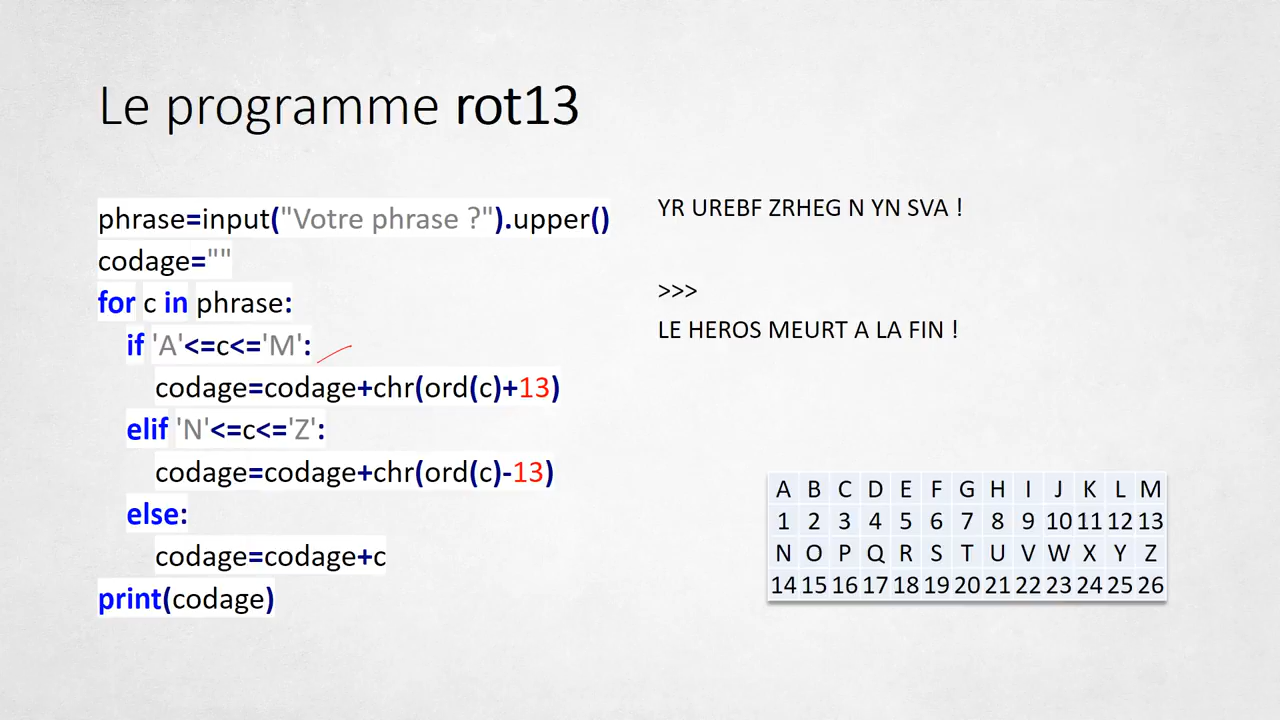 Le programme rot13
phrase=input("Votre phrase ?").upper()
codage=""
for c in phrase:
if 'A'<=c<='M':
codage=codage+chr(ord(c)+13)
elif 'N'<=c<='Z':
codage=codage+chr(ord(c)-13)
else:
codage=codage+c
print(codage)
YR UREBF ZRHEG N YN SVA !
>>>
LE HEROS MEURT A LA FIN !
A B C D E F G H I J K L M
1 2 3 4 5 6 7 8 9 10 11 12 13
N O P Q R S T U V W X Y Z
14 15 16 17 18 19 20 21 22 23 24 25 26